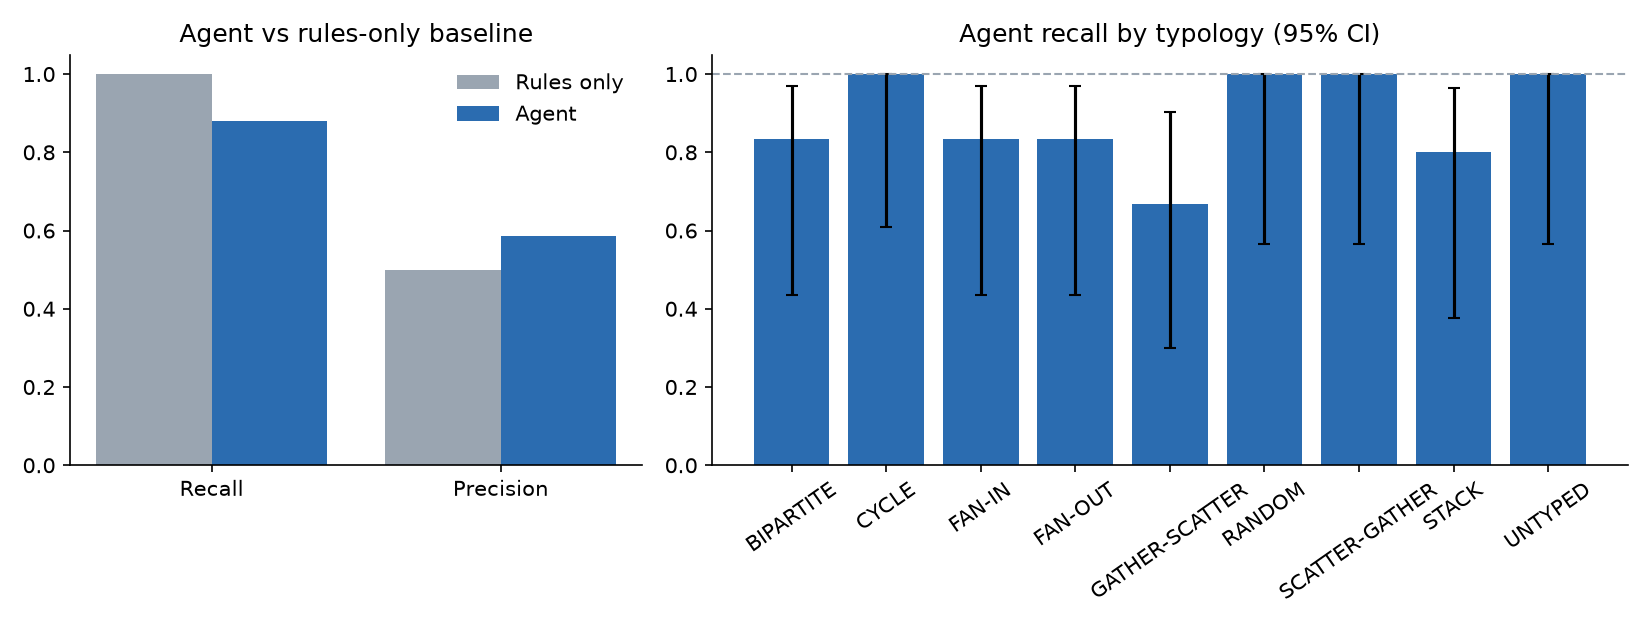 Agent vs rules-only baseline
1.0
0.8
0.6
0.4
0.2
0.0
Rules only
Agent
Recall
Precision
Agent recall by typology (95% CI)
1.0
0.8
0.6
0.4
0.2
0.0
BIPARTITE
CYCLE
FAN-IN
FAN-OUT
GATHER-SCATTER
RANDOM
SCATTER-GATHER
STACK
UNTYPED